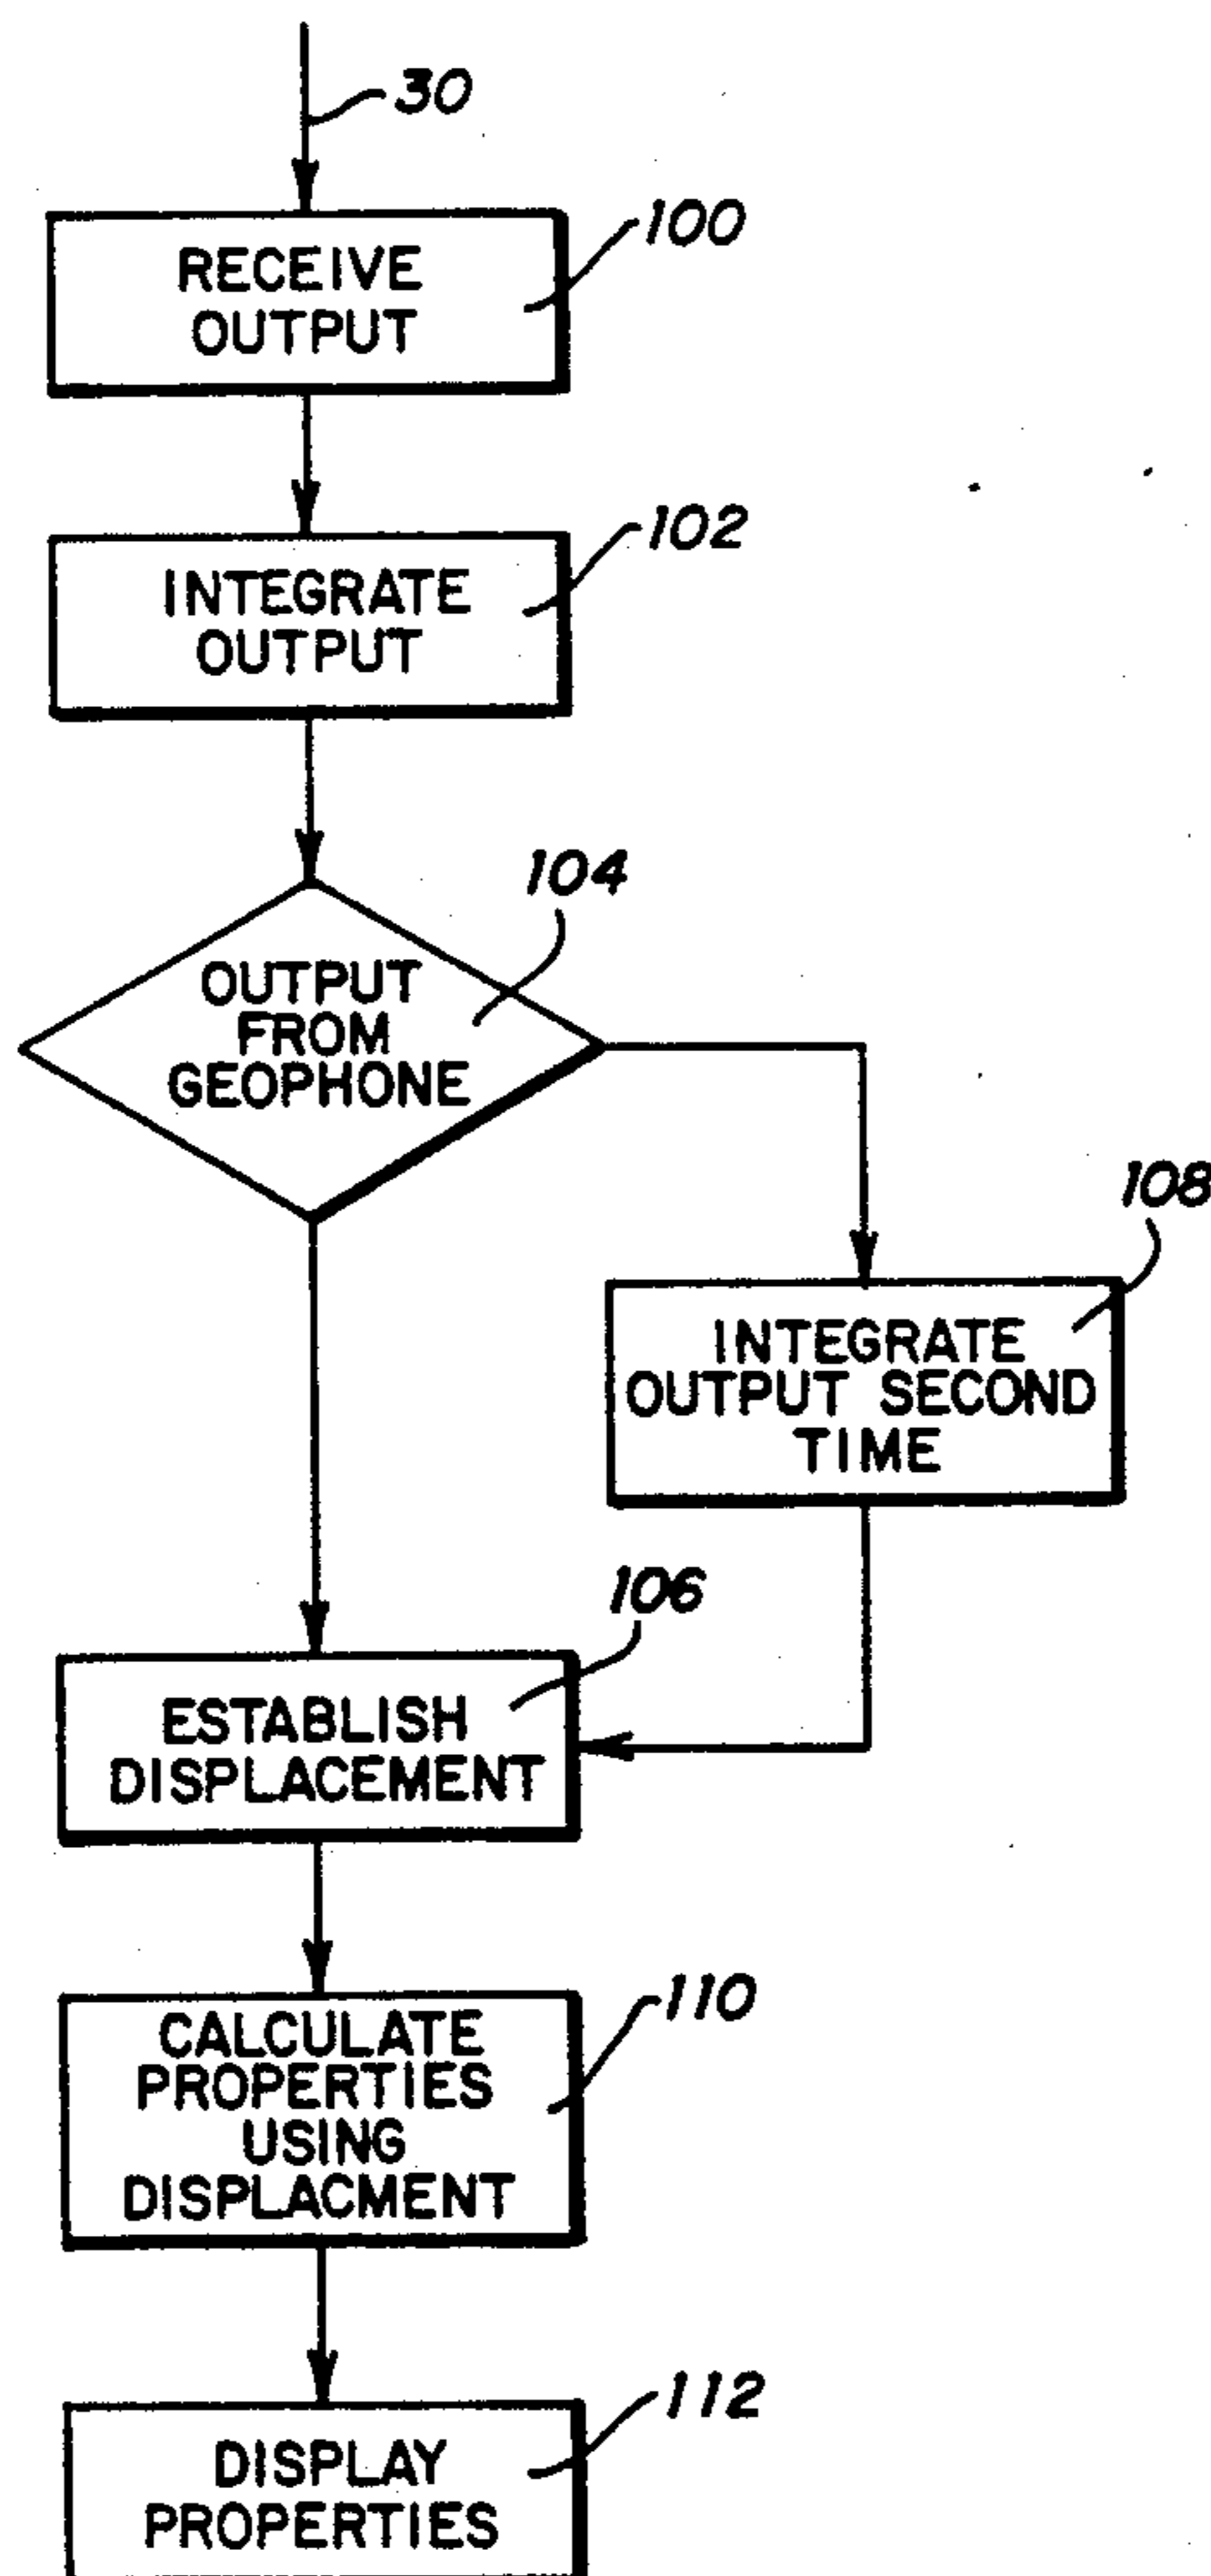 30
100
RECEIVE
OUTPUT
102
INTEGRATE
OUTPUT
104
OUTPUT
FROM
GEOPHONE
108
INTEGRATE
OUTPUT SECOND
TIME
106
ESTABLISH
DISPLACEMENT
110
CALCULATE
PROPERTIES
USING
DISPLACMENT
112
DISPLAY
PROPERTIES